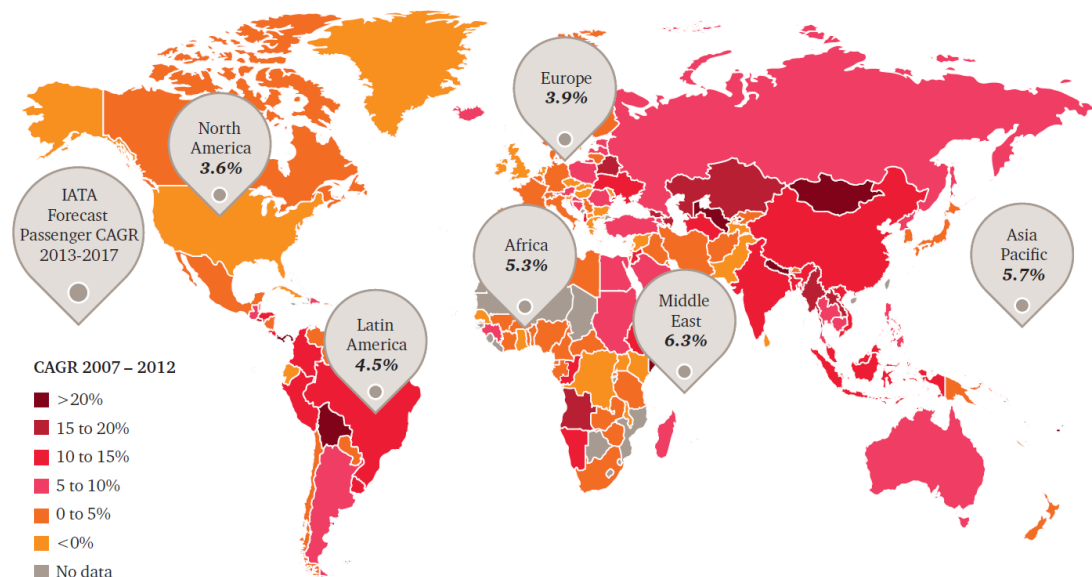 North
America
3.6%
Europe
3.9%
IATA
Forecast
Passenger CAGR
2013-2017
Africa
5.3%
Asia
Pacific
5.7%
Middle
East
6.3%
Latin
America
4.5%
CAGR 2007 – 2012
>20%
15 to 20%
10 to 15%
5 to 10%
0 to 5%
<0%
No data